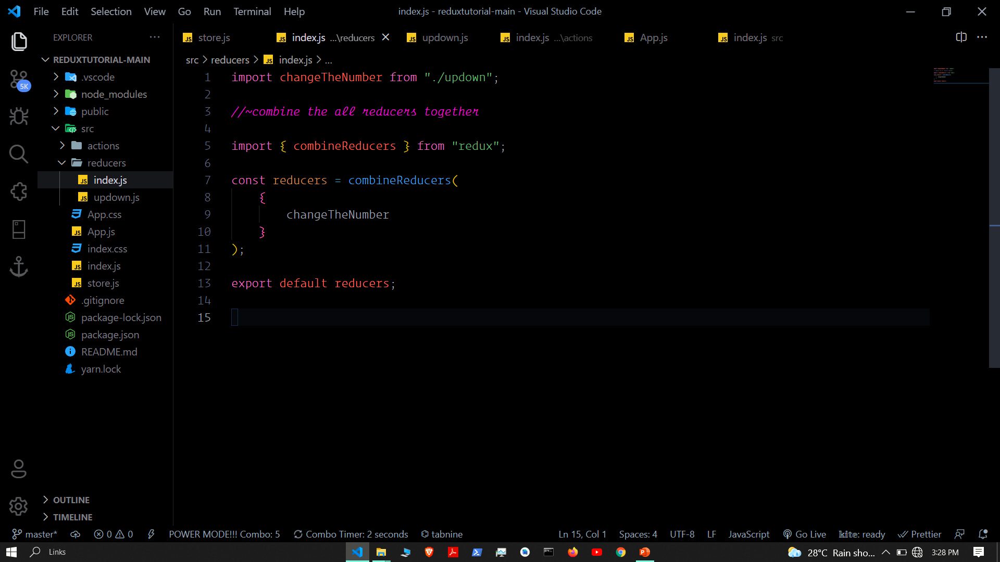 File Edit Selection View Go Run Terminal Help
index.js - reduxtutorial-main - Visual Studio Code
EXPLORER
store.js
index.js ...\reducers
updown.js
index.js ...\actions
App.js
index.js src
src > reducers > JS index.js > ...
REDUXTUTORIAL-MAIN
.vscode
node_modules
public
src
actions
reducers
index.js
updown.js
App.css
App.js
index.css
index.js
store.js
.gitignore
package-lock.json
package.json
README.md
yarn.lock
5K
1 import changeTheNumber from "./updown";
2
3 //~combine the all reducers together
4
5 import { combineReducers } from "redux";
6
7 const reducers = combineReducers(
8 {
9 changeTheNumber
10 }
11 );
12
13 export default reducers;
14
15
OUTLINE
TIMELINE
master* 0 0 POWER MODE!!! Combo: 5 Combo Timer: 2 seconds tabnine Ln 15, Col 1 Spaces: 4 UTF-8 LF JavaScript Go Live kite: ready Prettier
Links 28°C Rain sho... 3:28 PM